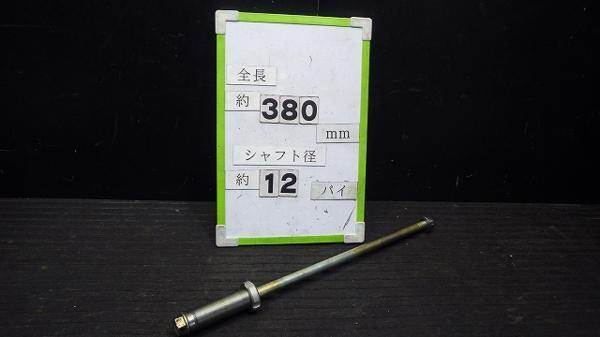 全長
約 380
mm
シャフト径
約 12 パイ